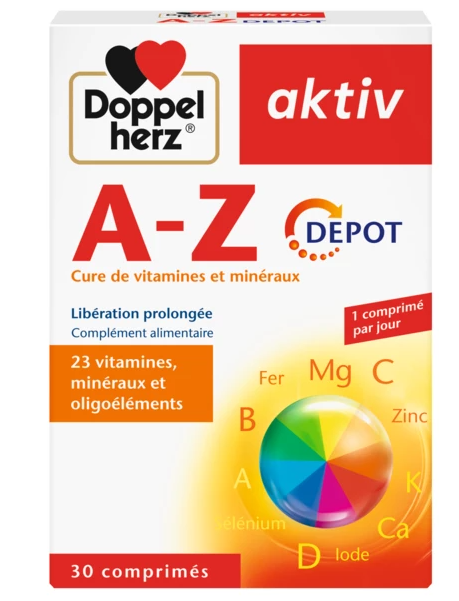 A-Z DEPOT
Doppel
herz®
aktiv
A-Z
DEPOT
Cure de vitamines et minéraux
Libération prolongée
Complément alimentaire
1 comprimé
par jour
23 vitamines,
minéraux et
oligoéléments
Fer Mg C
B Zinc
A K
Sélénium Ca
D Iode
30 comprimés